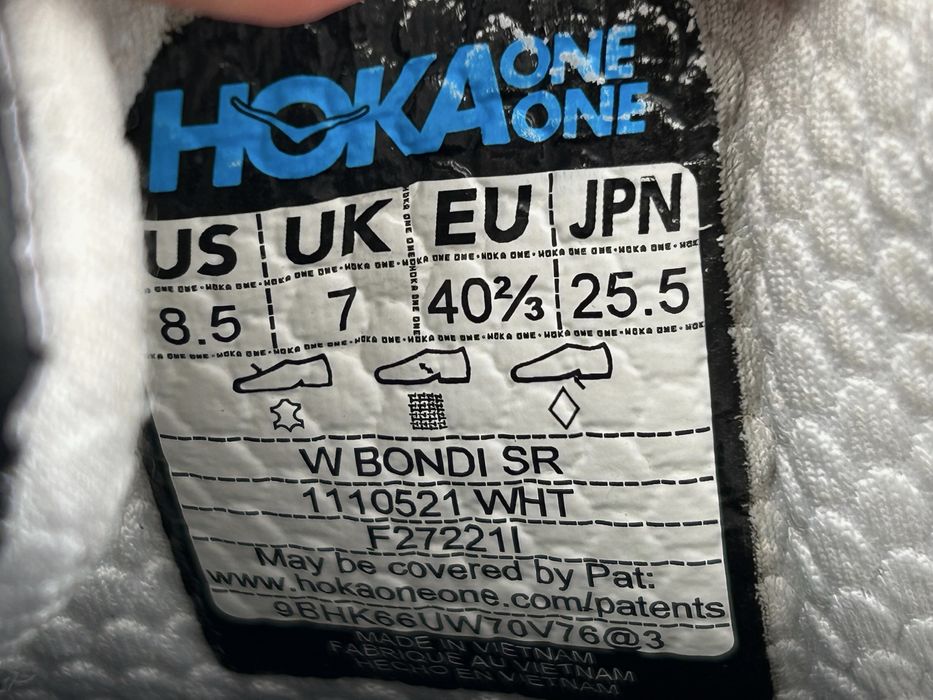 HOKA ONE ONE
US UK EU JPN
8.5 7 40⅔ 25.5
W BONDI SR
1110521 WHT
F27221I
May be covered by Pat:
www.hokaoneone.com/patents
9BHK66UW70V76@3
MADE IN VIETNAM
FABRIQUE AU VIETNAM
HECHO EN VIETNAM